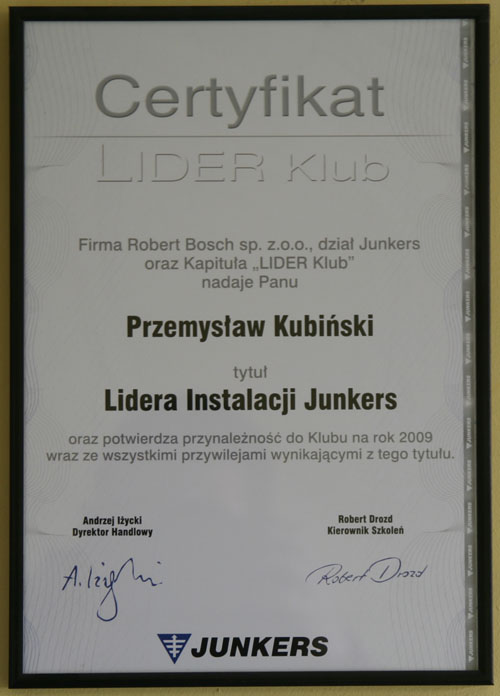 Certyfikat
LIDER Klub
Firma Robert Bosch sp. z.o.o., dział Junkers
oraz Kapituła „LIDER Klub”
nadaje Panu
Przemysław Kubiński
tytuł
Lidera Instalacji Junkers
oraz potwierdza przynależność do Klubu na rok 2009
wraz ze wszystkimi przywilejami wynikającymi z tego tytułu.
Andrzej Iżycki
Dyrektor Handlowy
Robert Drozd
Kierownik Szkoleń
Robert Drozd
JUNKERS